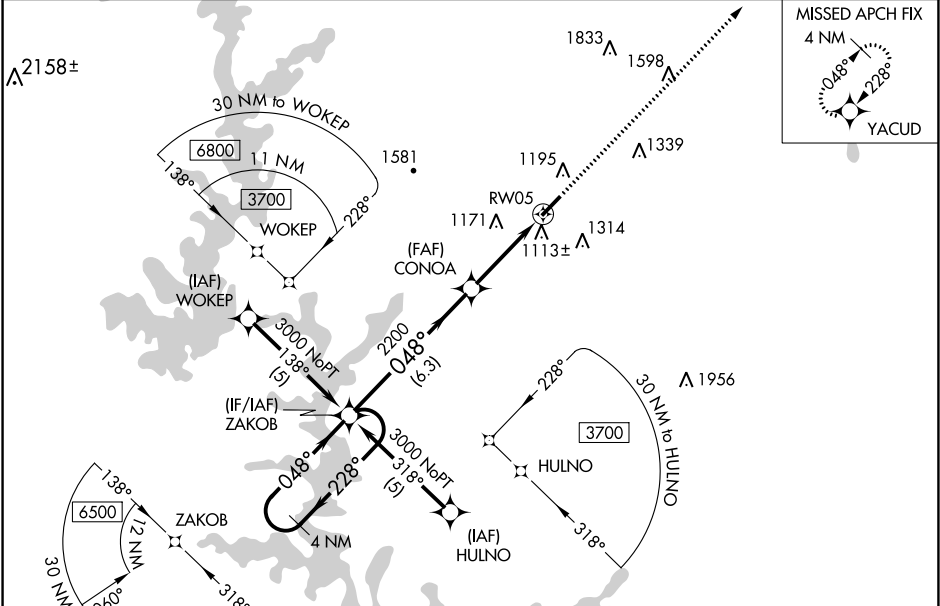 MISSED APCH FIX
4 NM
048°
228°
YACUD
2158±
1833
1598
30 NM to WOKEP
6800
11 NM
138°
3700
228°
WOKEP
1581
1339
1195
RW05
1171
1113±
1314
(FAF)
CONOA
(IAF)
WOKEP
3000 NoPT
138°
(5)
2200
048°
(6.3)
(IF/IAF)
ZAKOB
048°
228°
4 NM
3000 NoPT
318°
(5)
(IAF)
HULNO
228°
1956
30 NM to HULNO
3700
HULNO
318°
138°
6500
12 NM
ZAKOB
30 NM
318°